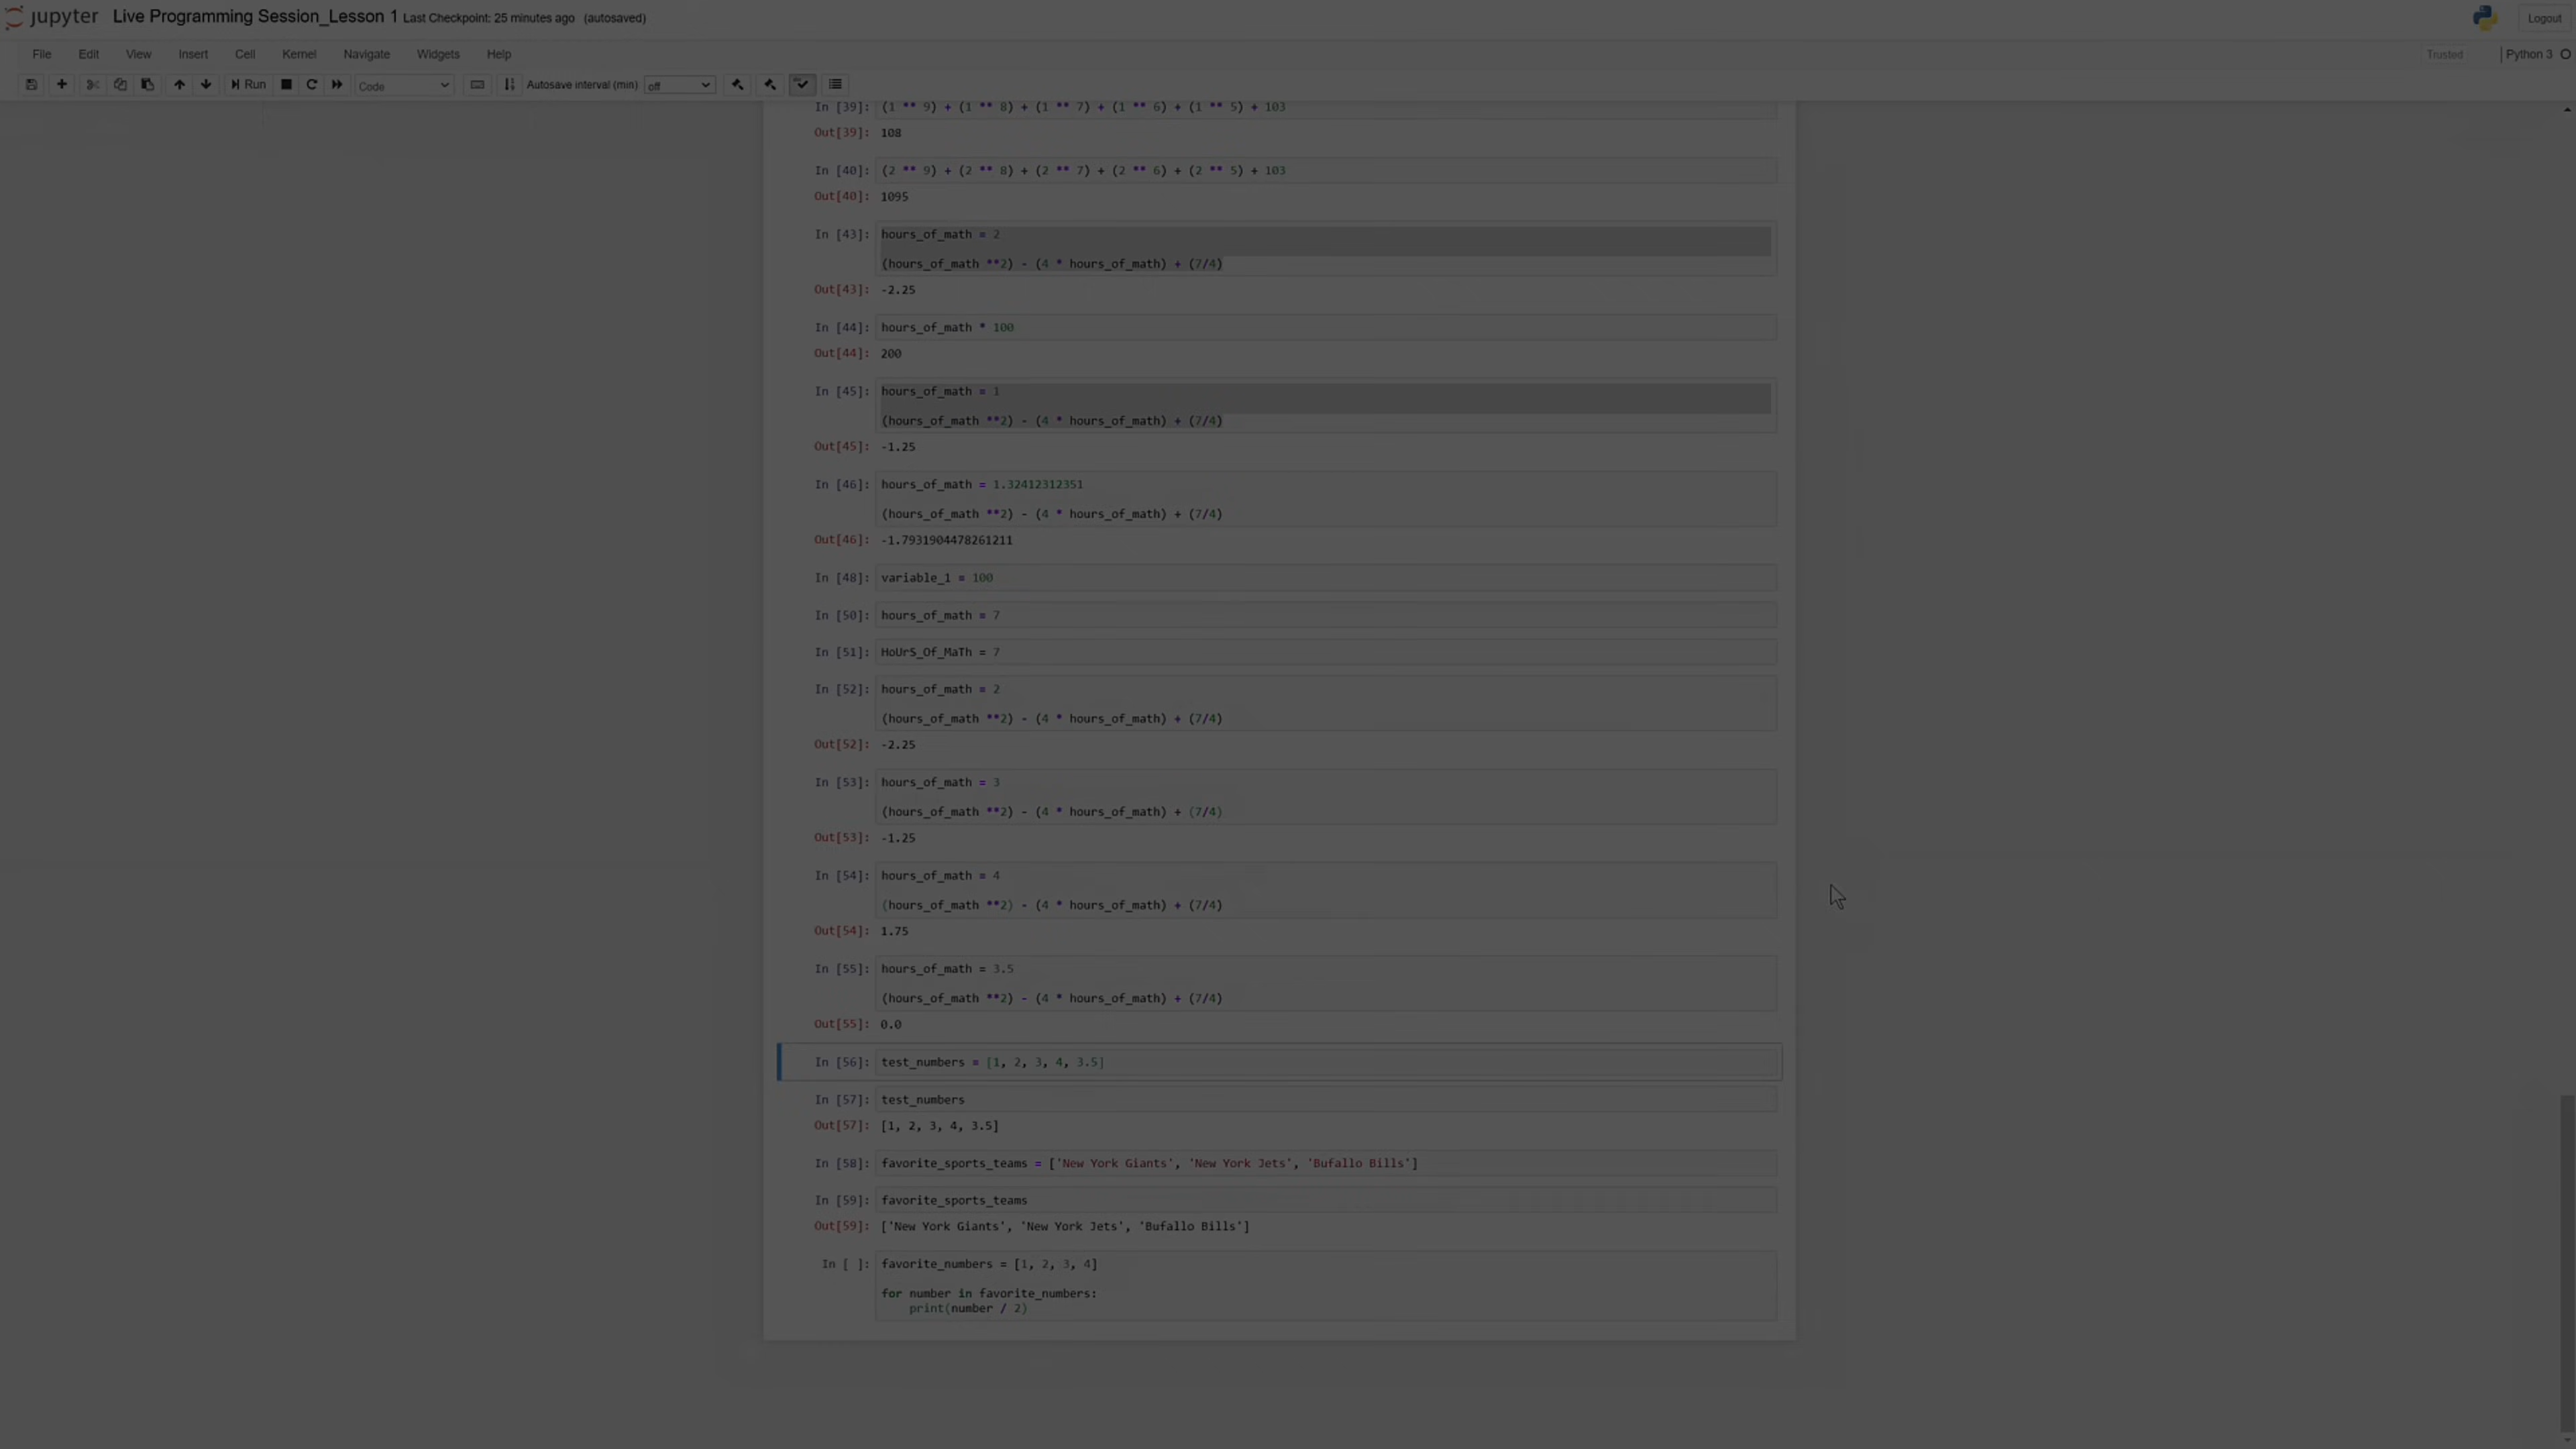 jupyter Live Programming Session_Lesson 1 Last Checkpoint: 25 minutes ago (autosaved) Logout
File Edit View Insert Cell Kernel Navigate Widgets Help Trusted Python 3
Run Code Autosave interval (min) off
In [39]: (1 ** 9) + (1 ** 8) + (1 ** 7) + (1 ** 6) + (1 ** 5) + 103
Out[39]: 108
In [40]: (2 ** 9) + (2 ** 8) + (2 ** 7) + (2 ** 6) + (2 ** 5) + 103
Out[40]: 1095
In [43]: hours_of_math = 2
(hours_of_math **2) - (4 * hours_of_math) + (7/4)
Out[43]: -2.25
In [44]: hours_of_math * 100
Out[44]: 200
In [45]: hours_of_math = 1
(hours_of_math **2) - (4 * hours_of_math) + (7/4)
Out[45]: -1.25
In [46]: hours_of_math = 1.32412312351
(hours_of_math **2) - (4 * hours_of_math) + (7/4)
Out[46]: -1.7931904478261211
In [48]: variable_1 = 100
In [50]: hours_of_math = 7
In [51]: HoUrS_Of_MaTh = 7
In [52]: hours_of_math = 2
(hours_of_math **2) - (4 * hours_of_math) + (7/4)
Out[52]: -2.25
In [53]: hours_of_math = 3
(hours_of_math **2) - (4 * hours_of_math) + (7/4)
Out[53]: -1.25
In [54]: hours_of_math = 4
(hours_of_math **2) - (4 * hours_of_math) + (7/4)
Out[54]: 1.75
In [55]: hours_of_math = 3.5
(hours_of_math **2) - (4 * hours_of_math) + (7/4)
Out[55]: 0.0
In [56]: test_numbers = [1, 2, 3, 4, 3.5]
In [57]: test_numbers
Out[57]: [1, 2, 3, 4, 3.5]
In [58]: favorite_sports_teams = ['New York Giants', 'New York Jets', 'Bufallo Bills']
In [59]: favorite_sports_teams
Out[59]: ['New York Giants', 'New York Jets', 'Bufallo Bills']
In [ ]: favorite_numbers = [1, 2, 3, 4]
for number in favorite_numbers:
print(number / 2)